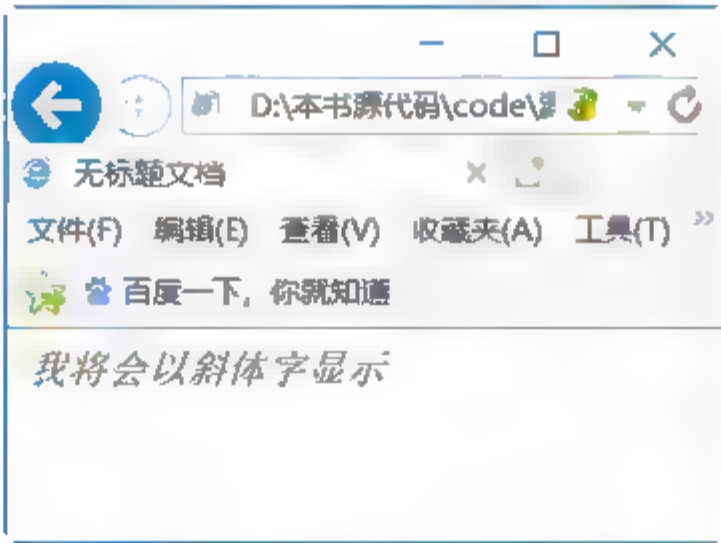 D:\本书源代码\code\
无标题文档
文件(F) 编辑(E) 查看(V) 收藏夹(A) 工具(T) »
百度一下，你就知道
我将会以斜体字显示